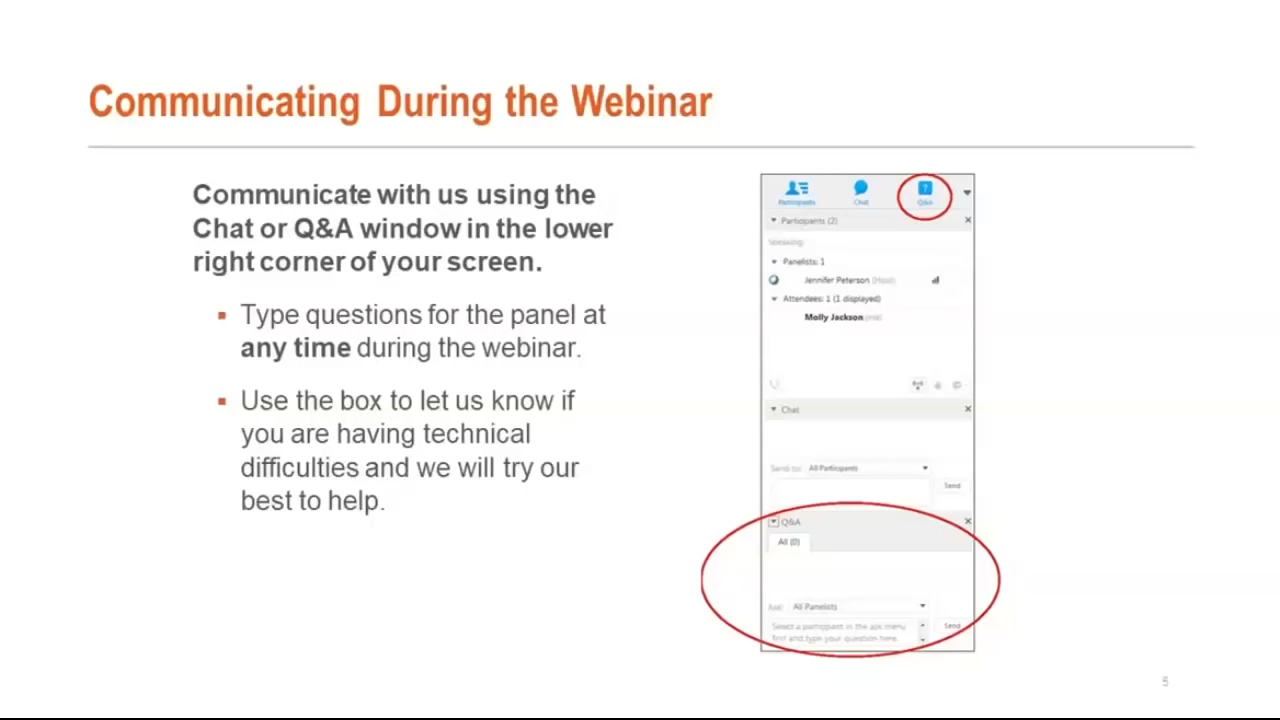 Communicating During the Webinar
Communicate with us using the
Chat or Q&A window in the lower
right corner of your screen.
Type questions for the panel at
any time during the webinar.
Use the box to let us know if
you are having technical
difficulties and we will try our
best to help.
Participants Chat Q&A
Participants (2)
Speaking:
Panelists: 1
Jennifer Peterson (Host)
Attendees: 1 (1 displayed)
Molly Jackson (me)
Chat
Send to: All Participants
Send
Q&A
All (0)
Ask: All Panelists
Select a participant in the ask menu
first and type your question here.
Send
5